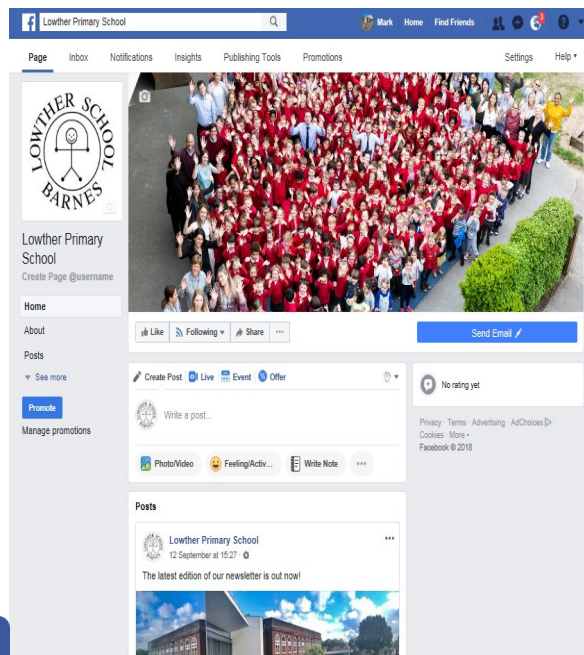 Lowther Primary School
Mark Home Find Friends
3
Page Inbox Notifications Insights Publishing Tools Promotions Settings Help
LOWTHER SCHOOL
BARNES
Lowther Primary
School
Create Page @username
Home
About
Posts
See more
Promote
Manage promotions
Like Following Share ...
Send Email
Create Post Live Event Offer
Write a post...
Photo/Video Feeling/Activ... Write Note ...
No rating yet
Privacy · Terms · Advertising · AdChoices ·
Cookies · More
Facebook © 2018
Posts
Lowther Primary School
12 September at 15:27 ·
The latest edition of our newsletter is out now!